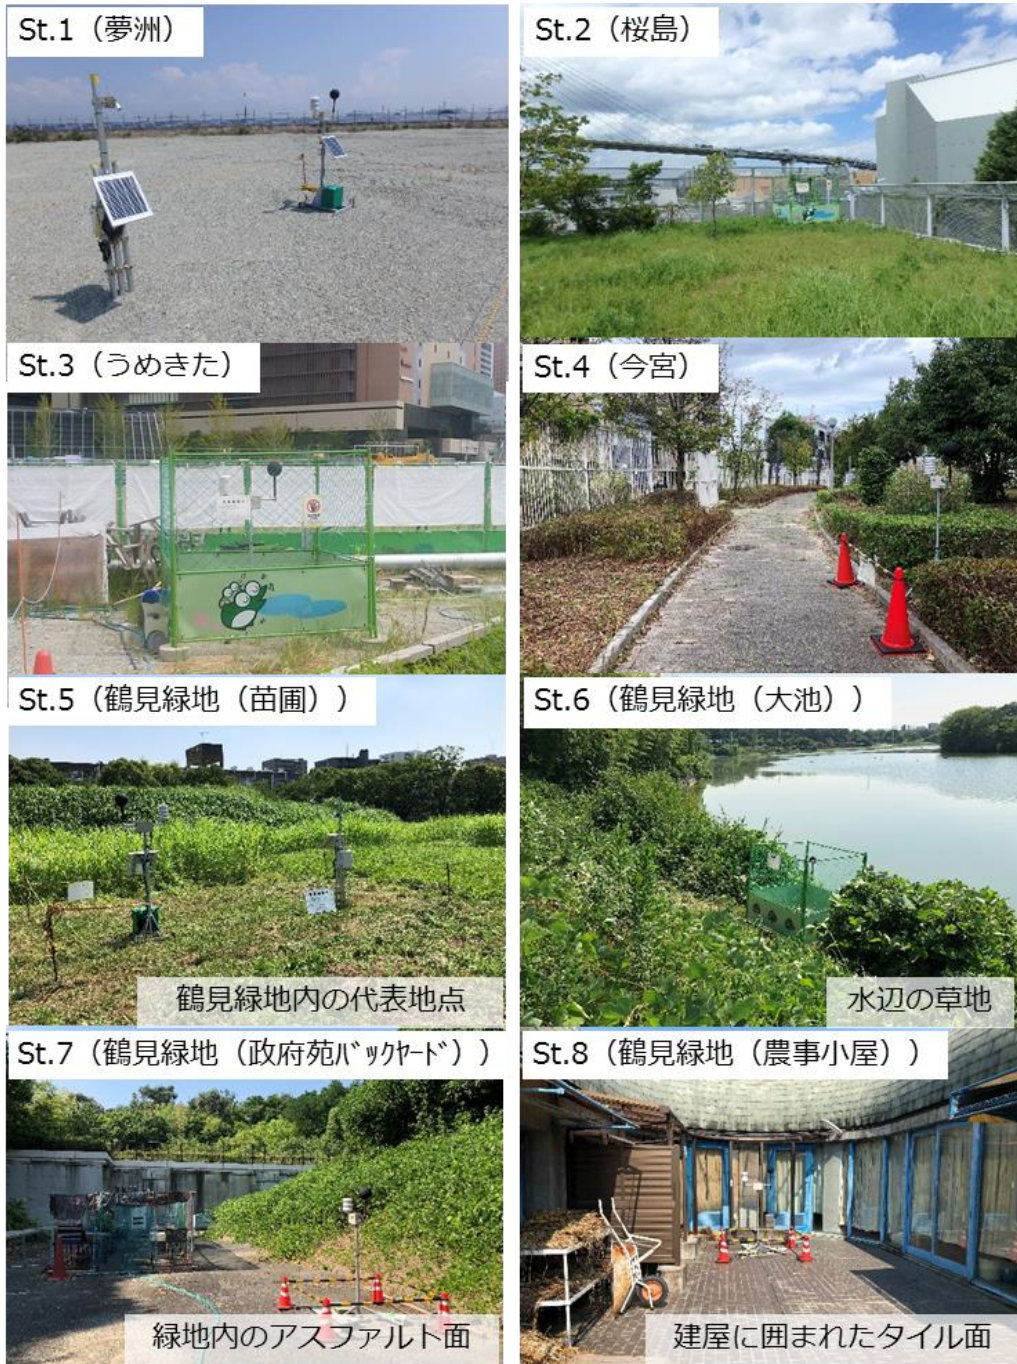 St.1（夢洲）
St.2（桜島）
St.3（うめきた）
St.4（今宮）
St.5（鶴見緑地（苗圃））
鶴見緑地内の代表地点
St.6（鶴見緑地（大池））
水辺の草地
St.7（鶴見緑地（政府苑ﾊﾞｯｸﾔｰﾄﾞ））
緑地内のアスファルト面
St.8（鶴見緑地（農事小屋））
建屋に囲まれたタイル面